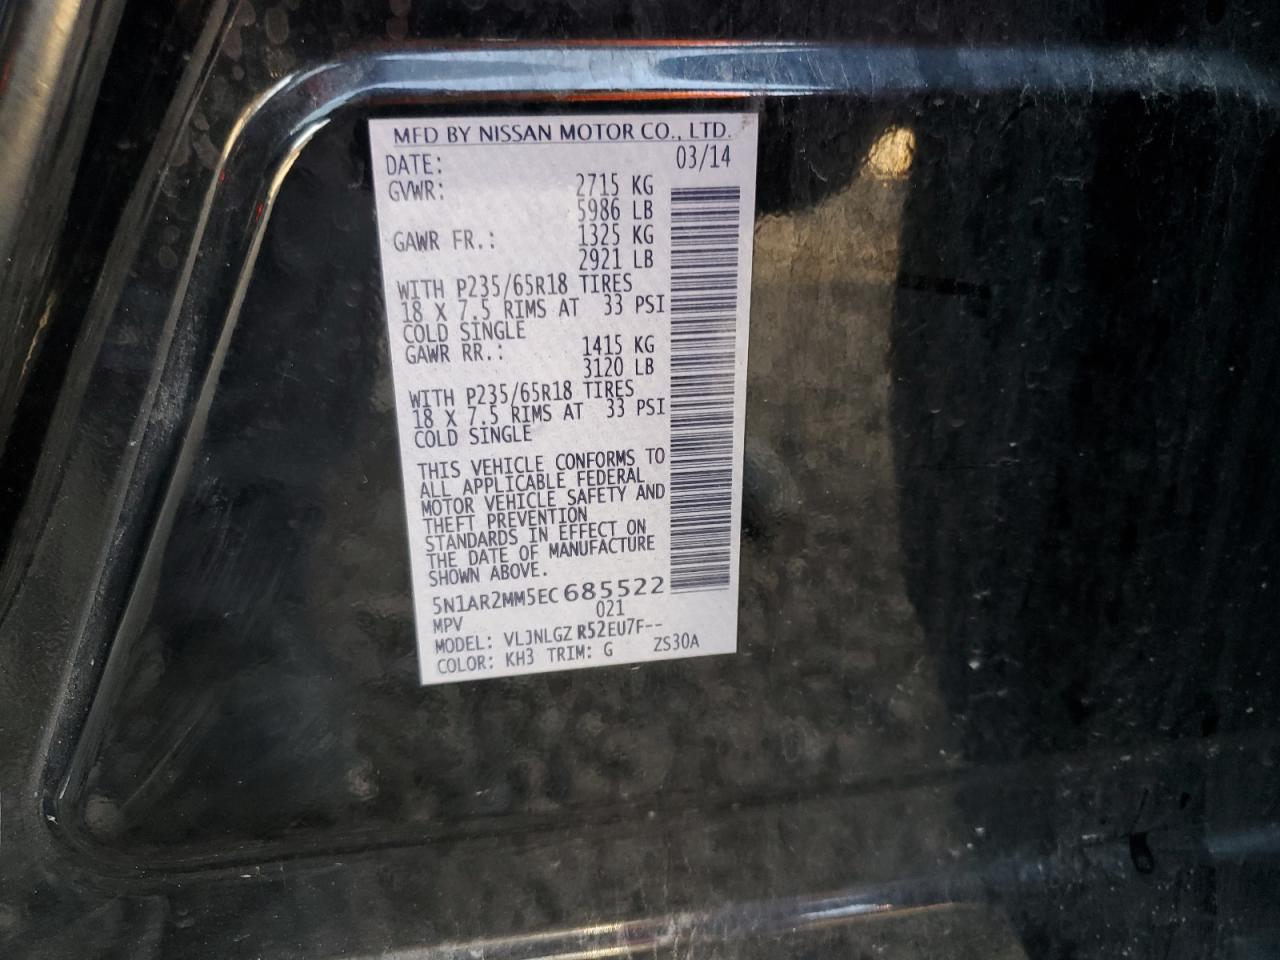 MFD BY NISSAN MOTOR CO., LTD.
DATE: 03/14
GVWR: 2715 KG
5986 LB
GAWR FR.: 1325 KG
2921 LB
WITH P235/65R18 TIRES
18 X 7.5 RIMS AT 33 PSI
COLD SINGLE
GAWR RR.: 1415 KG
3120 LB
WITH P235/65R18 TIRES
18 X 7.5 RIMS AT 33 PSI
COLD SINGLE
THIS VEHICLE CONFORMS TO
ALL APPLICABLE FEDERAL
MOTOR VEHICLE SAFETY AND
THEFT PREVENTION
STANDARDS IN EFFECT ON
THE DATE OF MANUFACTURE
SHOWN ABOVE.
5N1AR2MM5EC685522
MPV 021
MODEL: VLJNLGZ R52EU7F--
COLOR: KH3 TRIM: G ZS30A